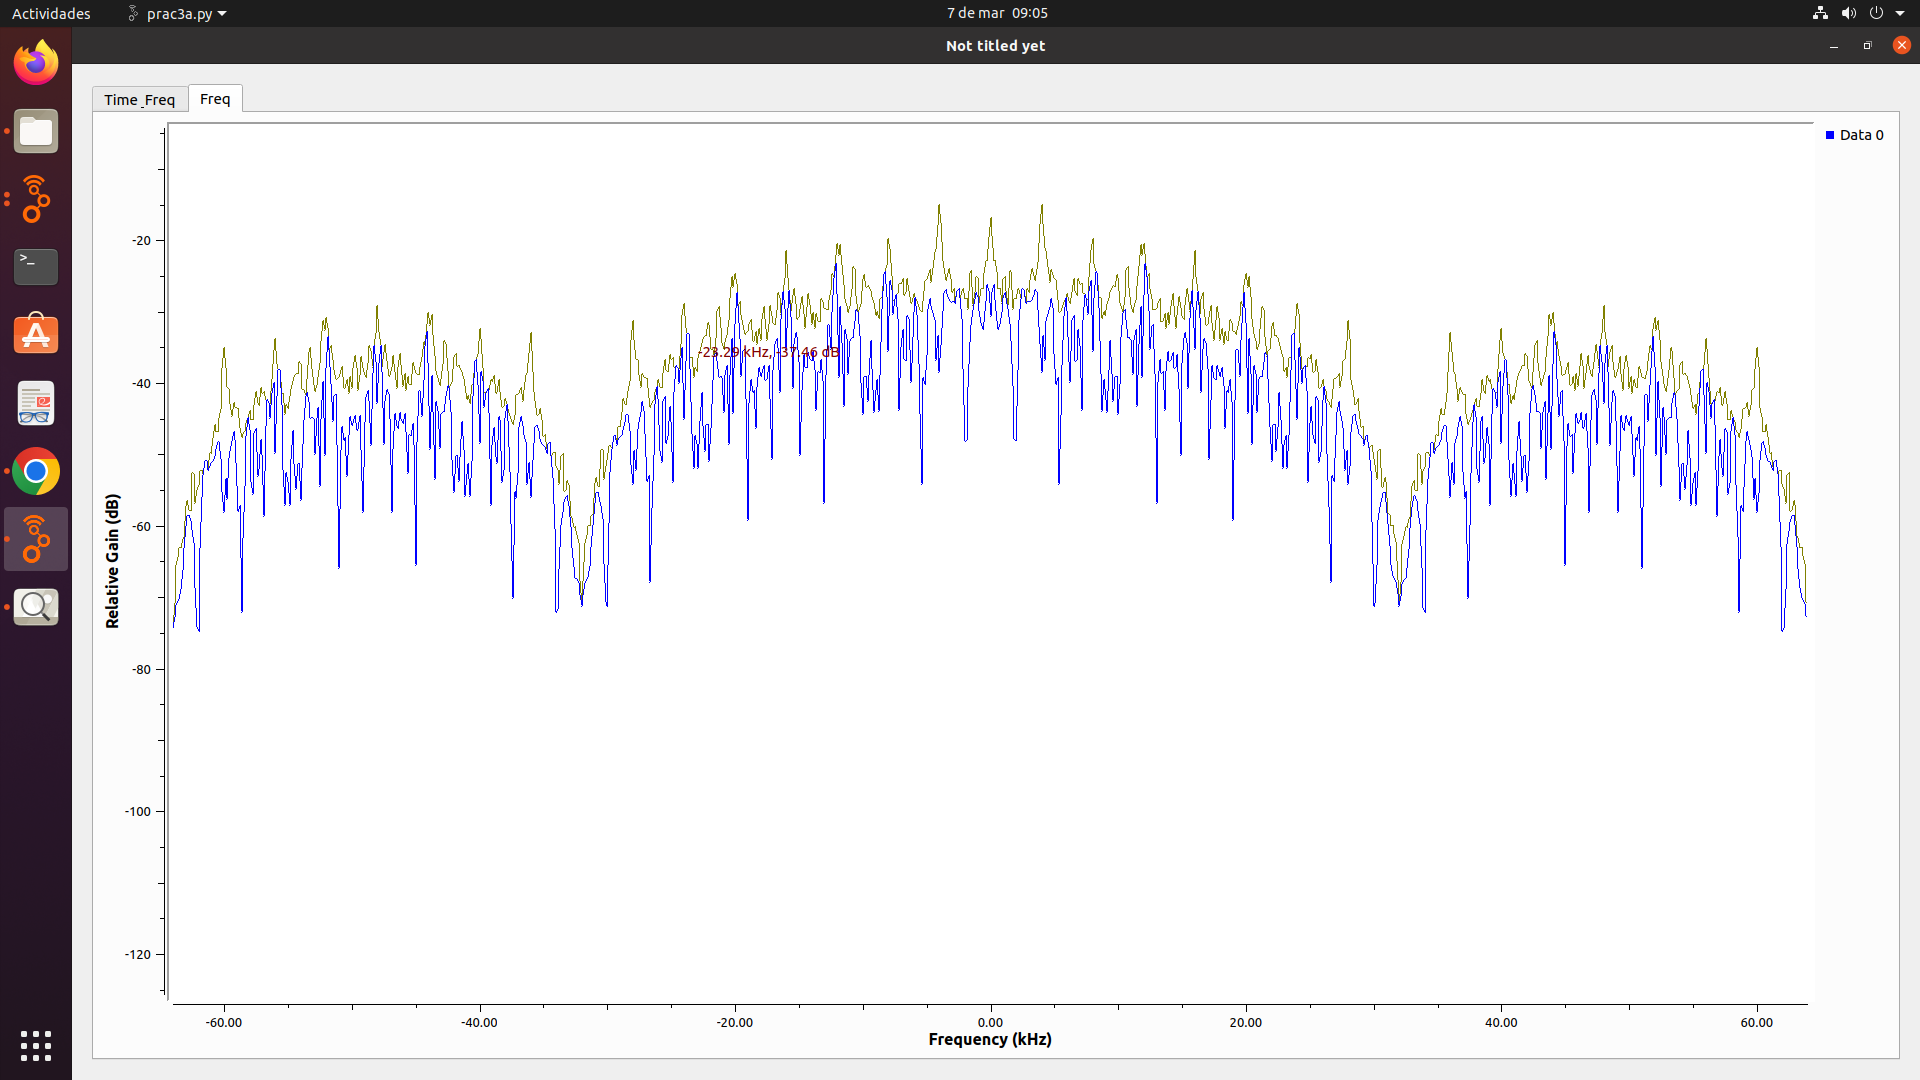 Actividades
prac3a.py
7 de mar 09:05
Not titled yet
Time _Freq
Freq
Data 0
-20
-23.29 kHz, -37.46 dB
-40
-60
-80
-100
-120
Relative Gain (dB)
-60.00
-40.00
-20.00
0.00
20.00
40.00
60.00
Frequency (kHz)